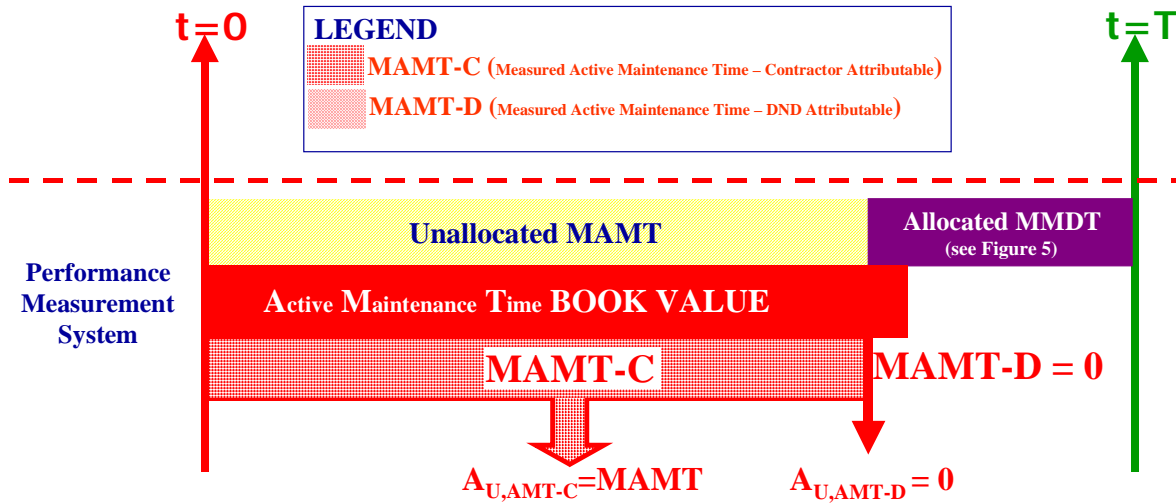 t=0
t=T
LEGEND
MAMT-C (Measured Active Maintenance Time – Contractor Attributable)
MAMT-D (Measured Active Maintenance Time – DND Attributable)
Unallocated MAMT
Allocated MMDT
(see Figure 5)
Performance
Measurement
System
Active Maintenance Time BOOK VALUE
MAMT-C
MAMT-D = 0
AU,AMT-C=MAMT
AU,AMT-D = 0